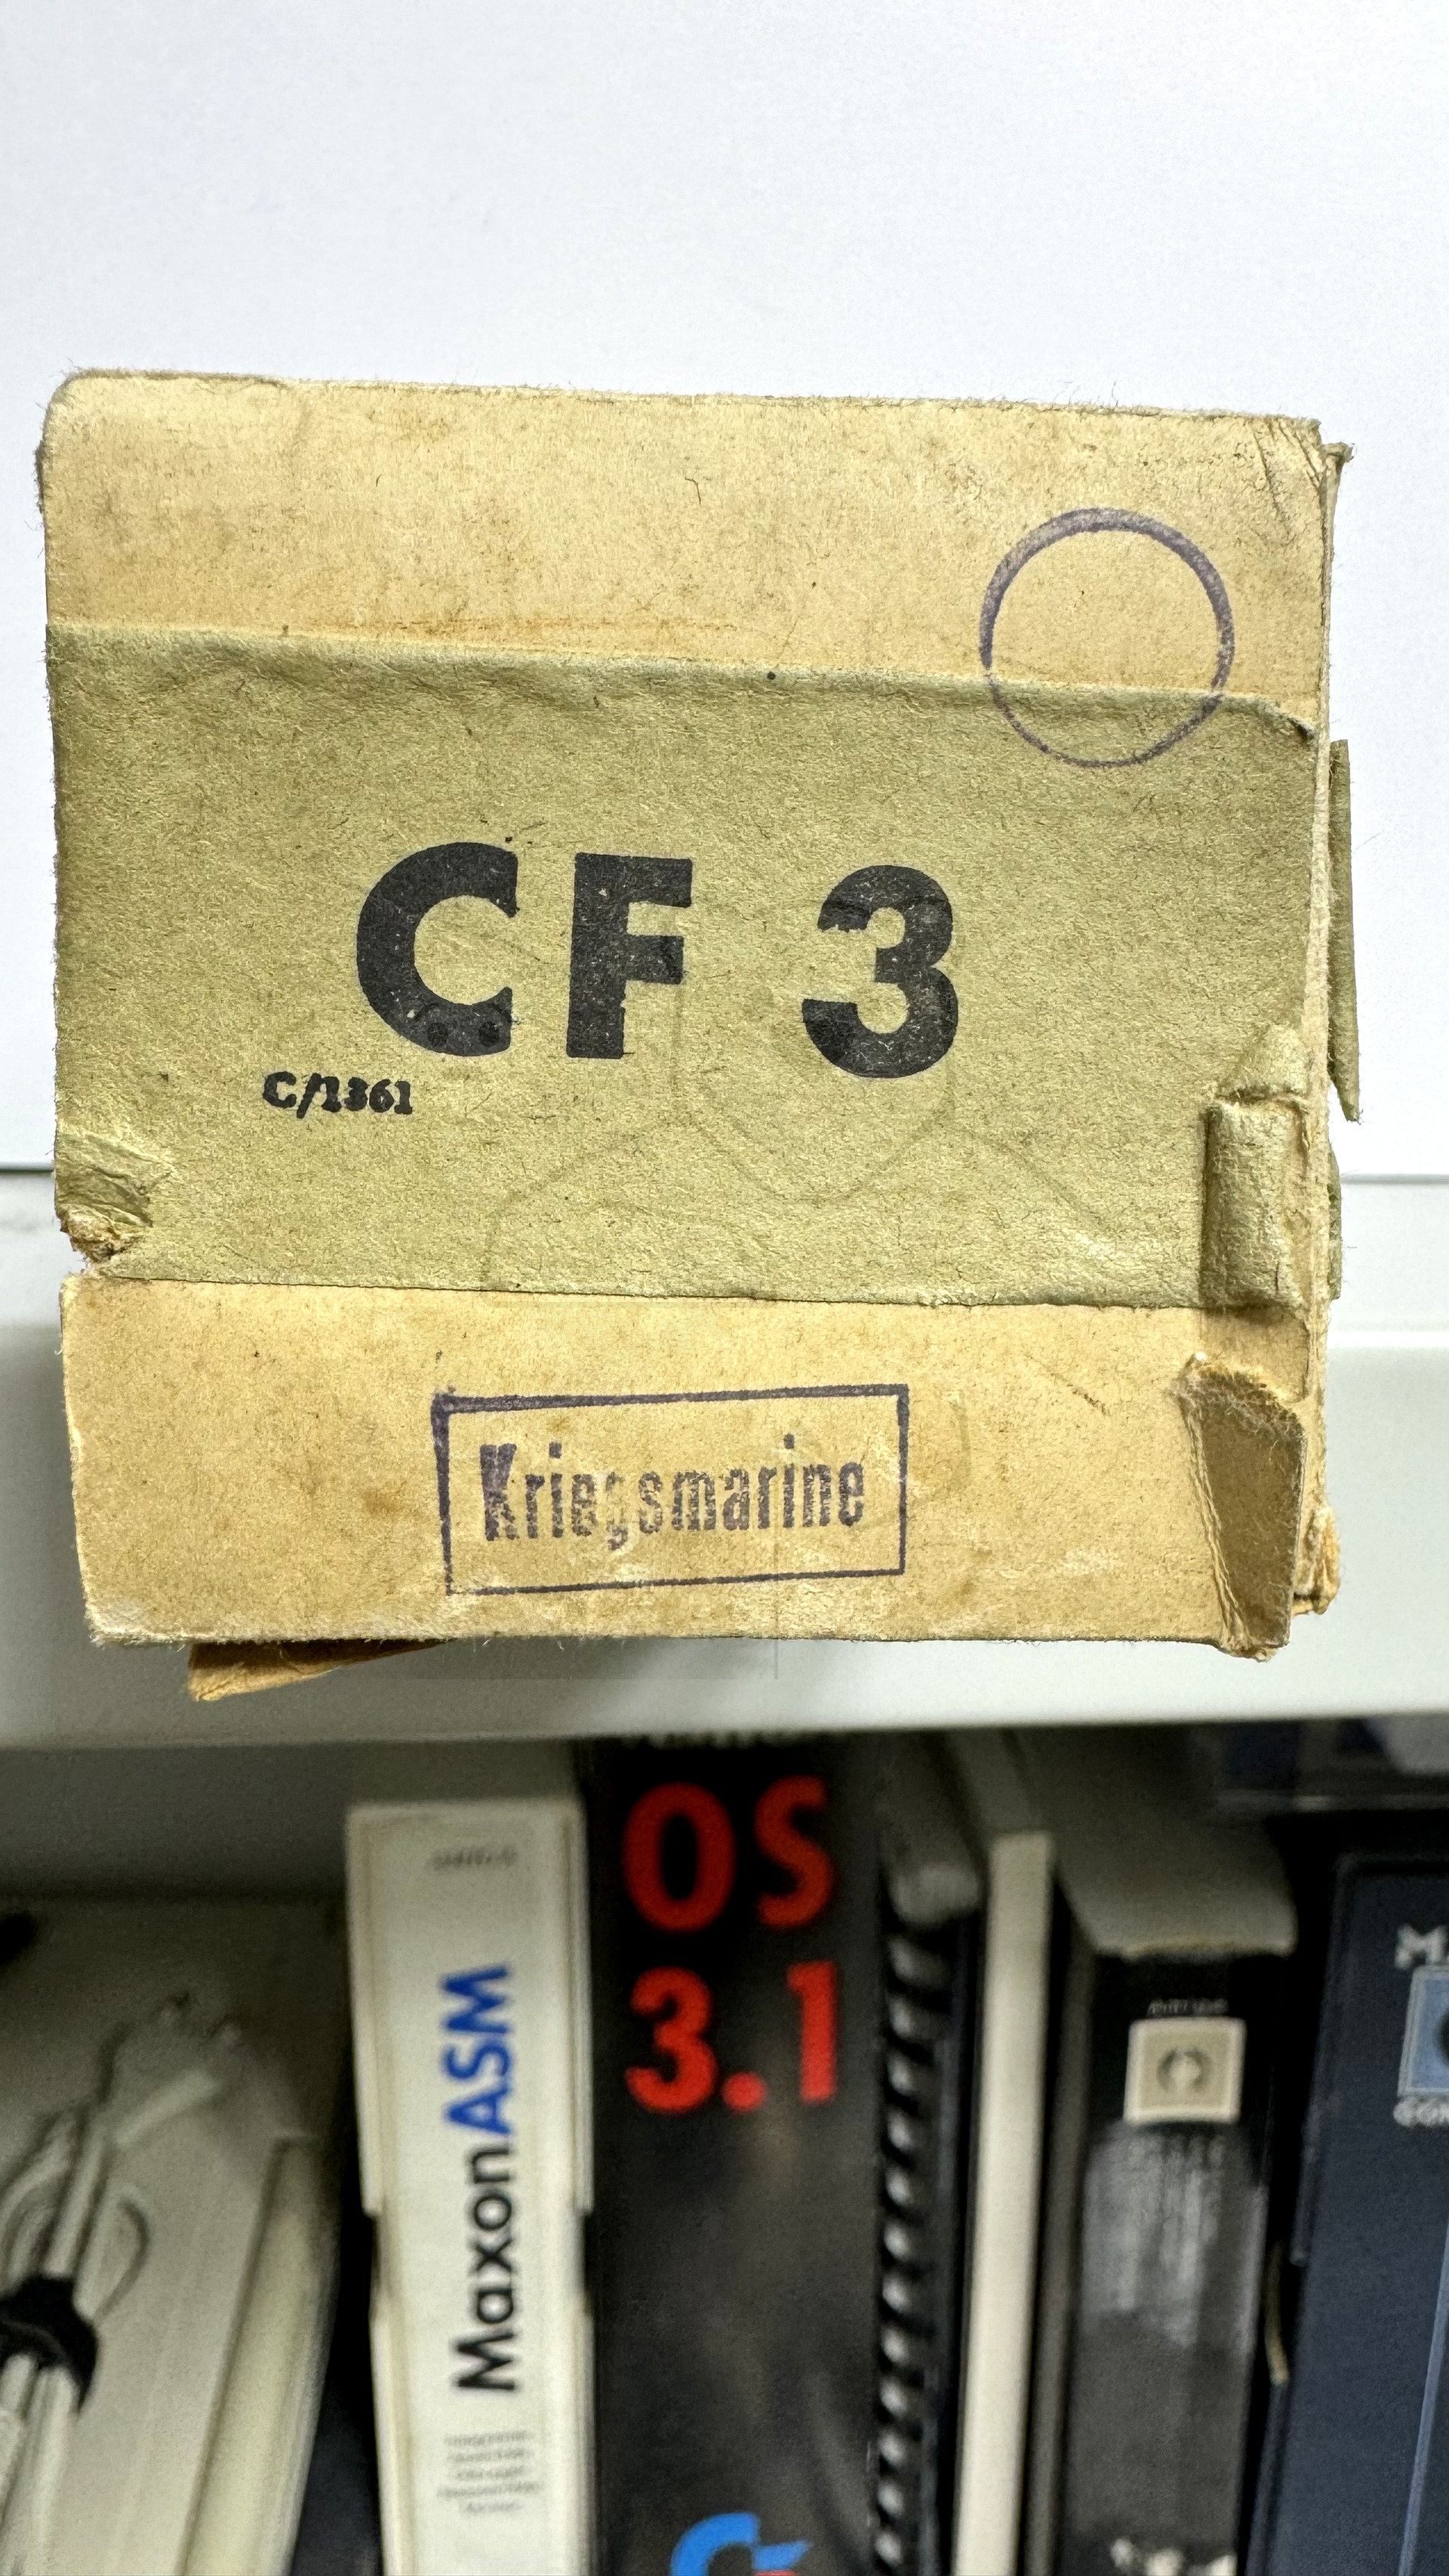 CF 3
C/1361
Kriegsmarine
MaxonASM
OS
3.1